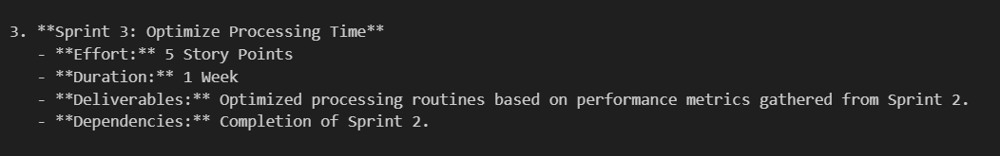 3. **Sprint 3: Optimize Processing Time**
- **Effort:** 5 Story Points
- **Duration:** 1 Week
- **Deliverables:** Optimized processing routines based on performance metrics gathered from Sprint 2.
- **Dependencies:** Completion of Sprint 2.